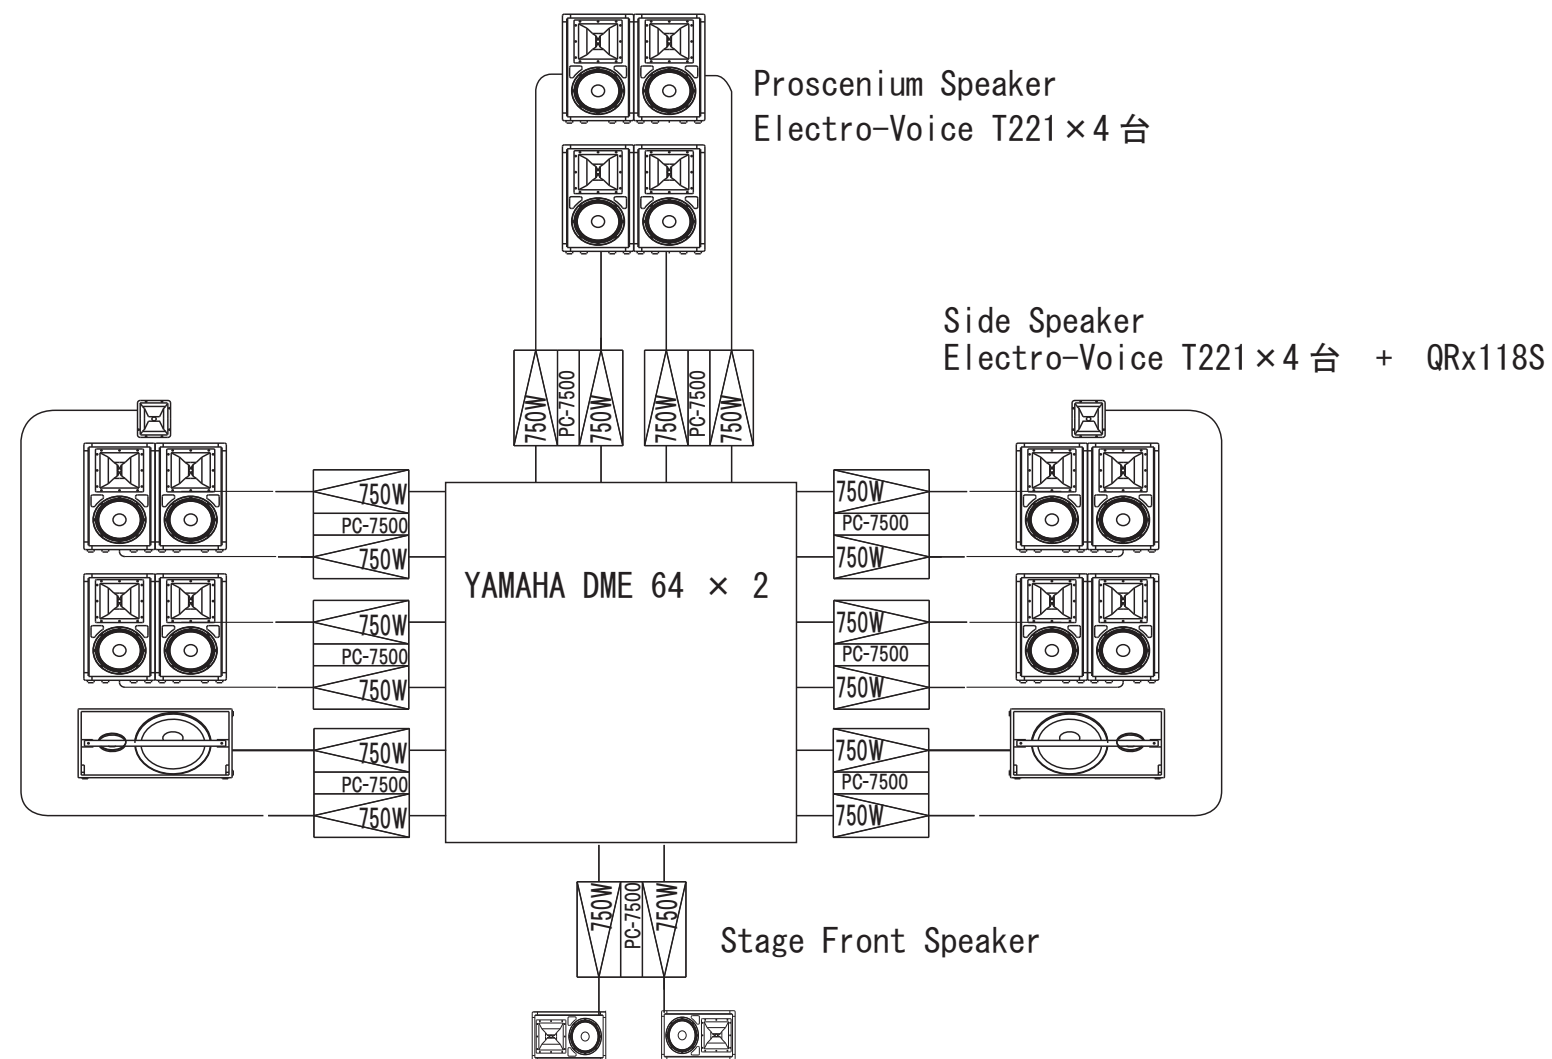 Proscenium Speaker
Electro-Voice T221×4台
Side Speaker
Electro-Voice T221×4台 + QRx118S
750W
PC-7500
750W
750W
PC-7500
750W
750W
PC-7500
750W
750W
PC-7500
750W
750W
PC-7500
750W
YAMAHA DME 64 × 2
750W
PC-7500
750W
750W
PC-7500
750W
750W
PC-7500
750W
750W
PC-7500
750W
Stage Front Speaker